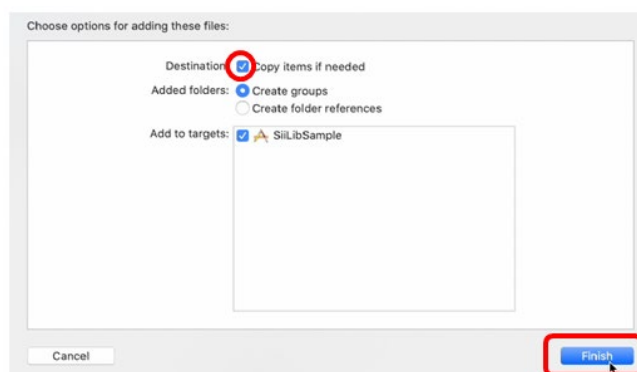 Choose options for adding these files:
Destination: Copy items if needed
Added folders: Create groups
Create folder references
Add to targets: SiiLibSample
Cancel Finish